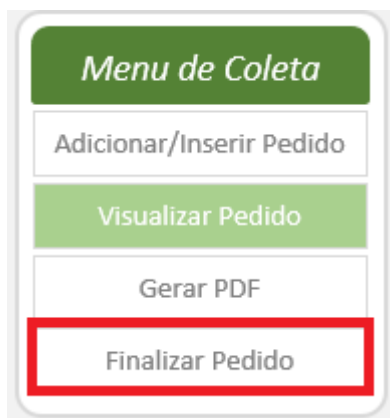 Menu de Coleta
Adicionar/Inserir Pedido
Visualizar Pedido
Gerar PDF
Finalizar Pedido